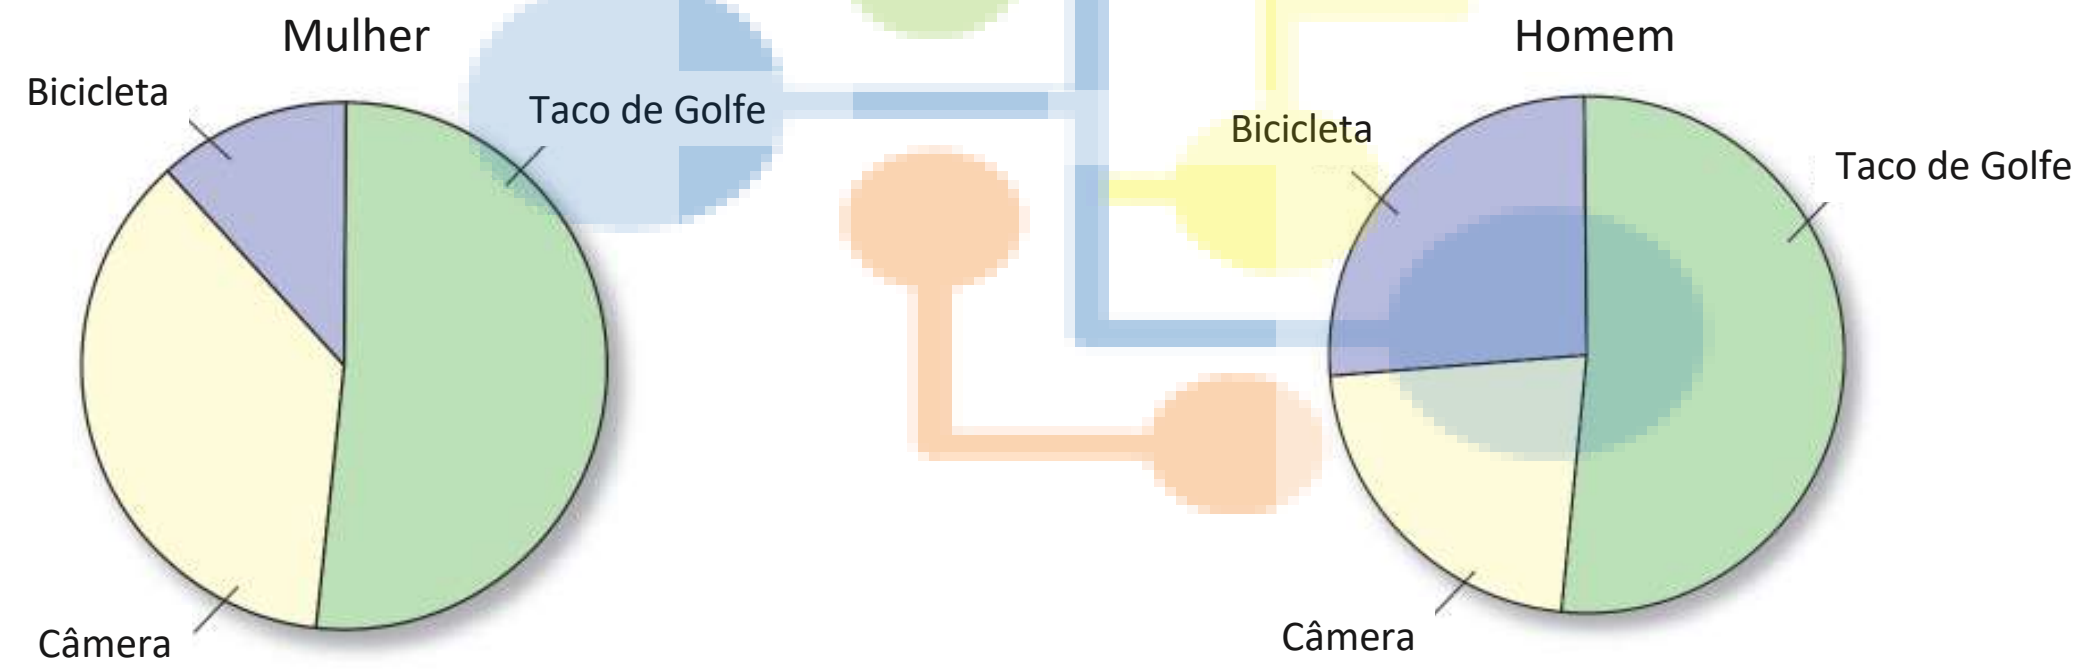 Mulher
Bicicleta
Taco de Golfe
Câmera
Homem
Bicicleta
Taco de Golfe
Câmera